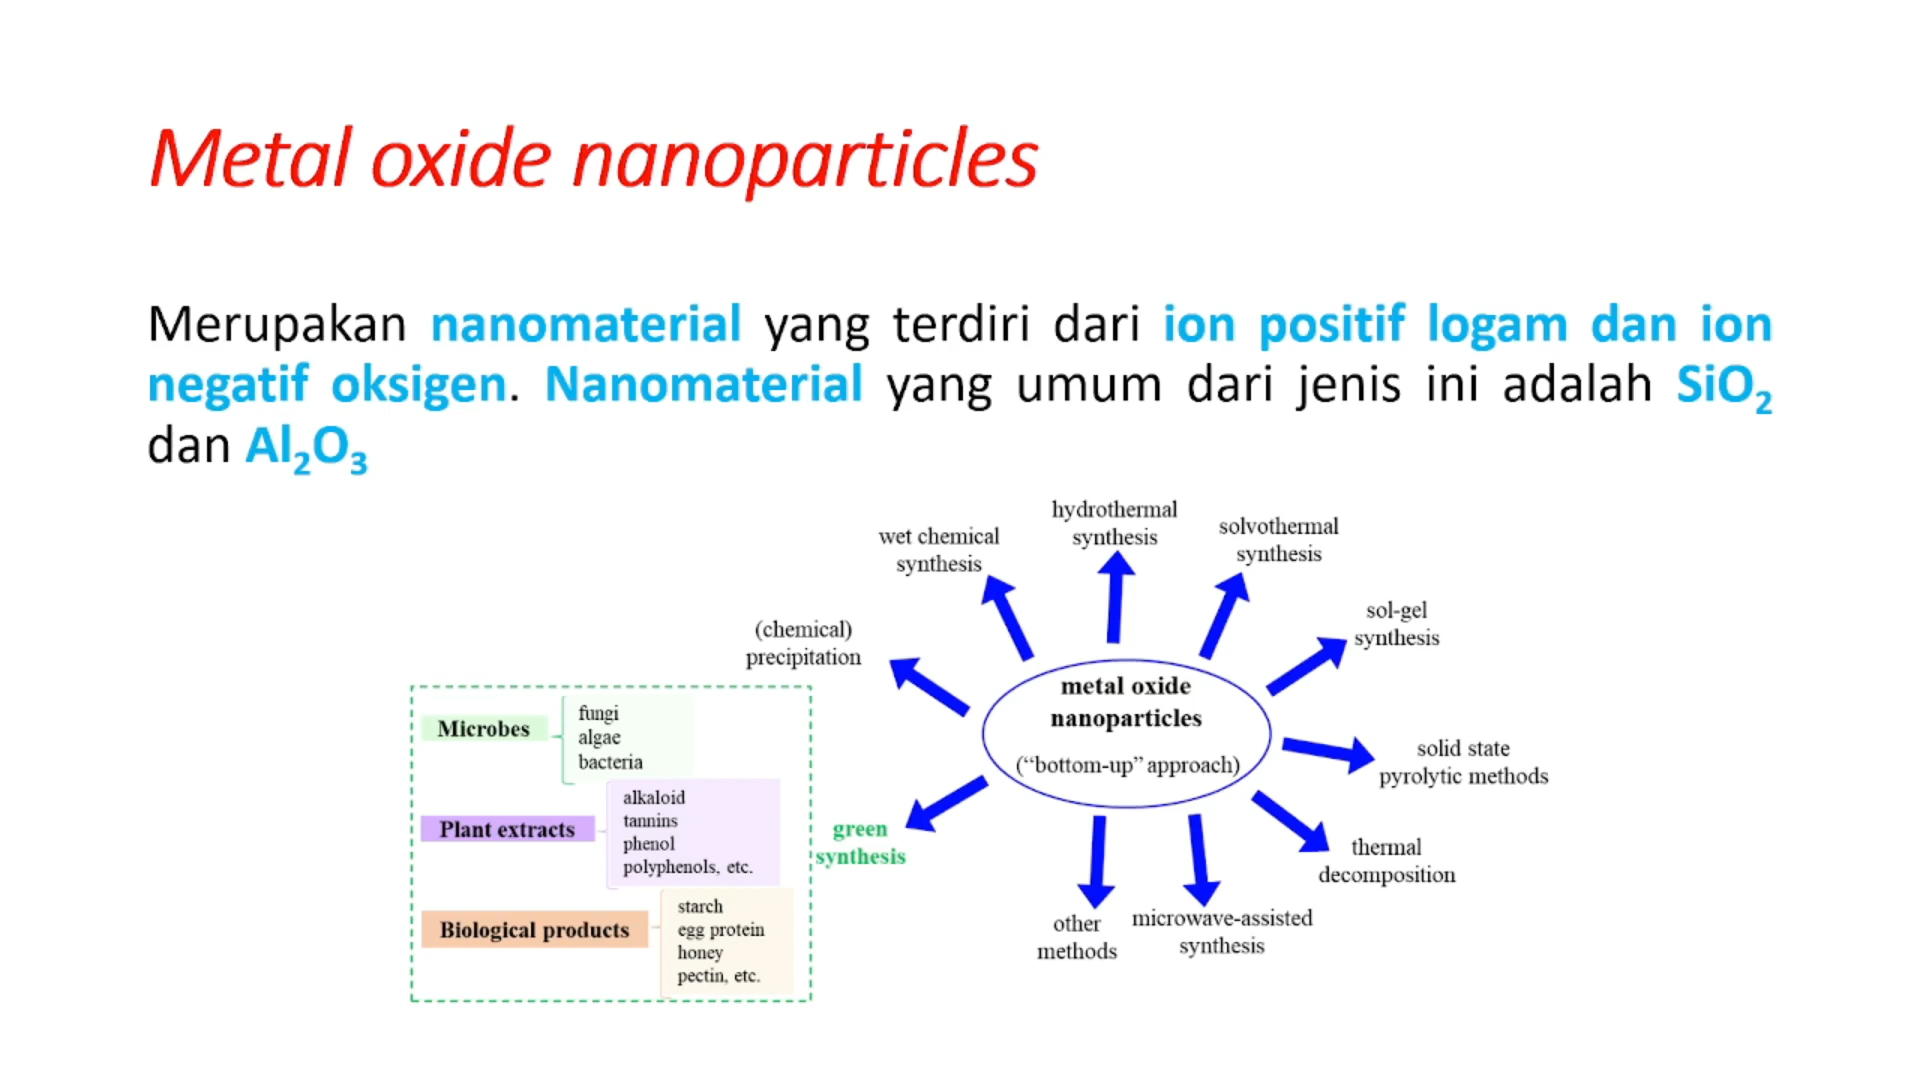 Metal oxide nanoparticles
Merupakan nanomaterial yang terdiri dari ion positif logam dan ion
negatif oksigen. Nanomaterial yang umum dari jenis ini adalah SiO₂
dan Al₂O₃
hydrothermal
synthesis
wet chemical
synthesis
solvothermal
synthesis
sol-gel
synthesis
(chemical)
precipitation
metal oxide
nanoparticles
(“bottom-up” approach)
solid state
pyrolytic methods
thermal
decomposition
microwave-assisted
synthesis
other
methods
green
synthesis
Microbes
fungi
algae
bacteria
Plant extracts
alkaloid
tannins
phenol
polyphenols, etc.
Biological products
starch
egg protein
honey
pectin, etc.